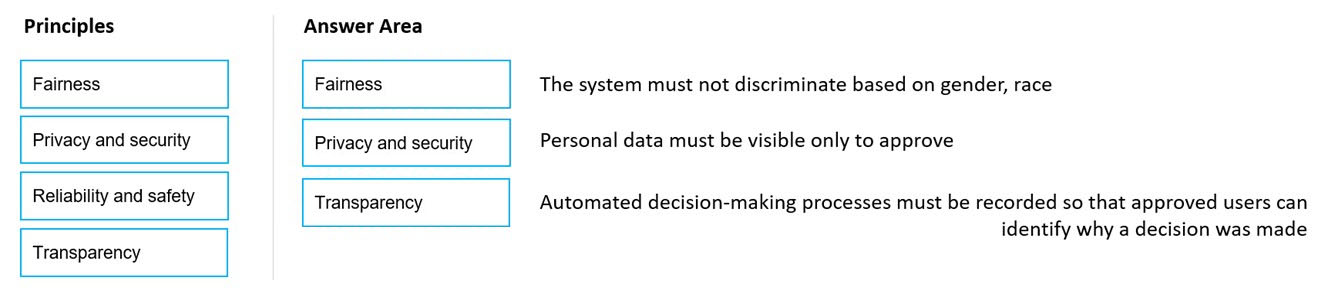 Principles
Fairness
Privacy and security
Reliability and safety
Transparency
Answer Area
Fairness
The system must not discriminate based on gender, race
Privacy and security
Personal data must be visible only to approve
Transparency
Automated decision-making processes must be recorded so that approved users can
identify why a decision was made